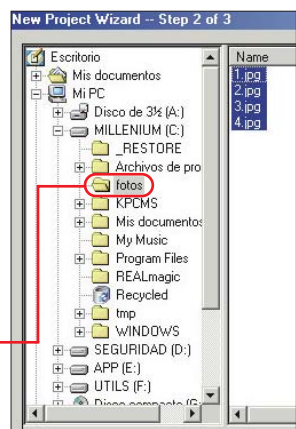 New Project Wizard -- Step 2 of 3
Escritorio
Mis documentos
Mi PC
Disco de 3½ (A:)
MILLENIUM (C:)
_RESTORE
Archivos de pro
fotos
KPCMS
Mis documentos
My Music
Program Files
REALmagic
Recycled
tmp
WINDOWS
SEGURIDAD (D:)
APP (E:)
UTILS (F:)
Disco compacto (G:
Name
1.jpg
2.jpg
3.jpg
4.jpg